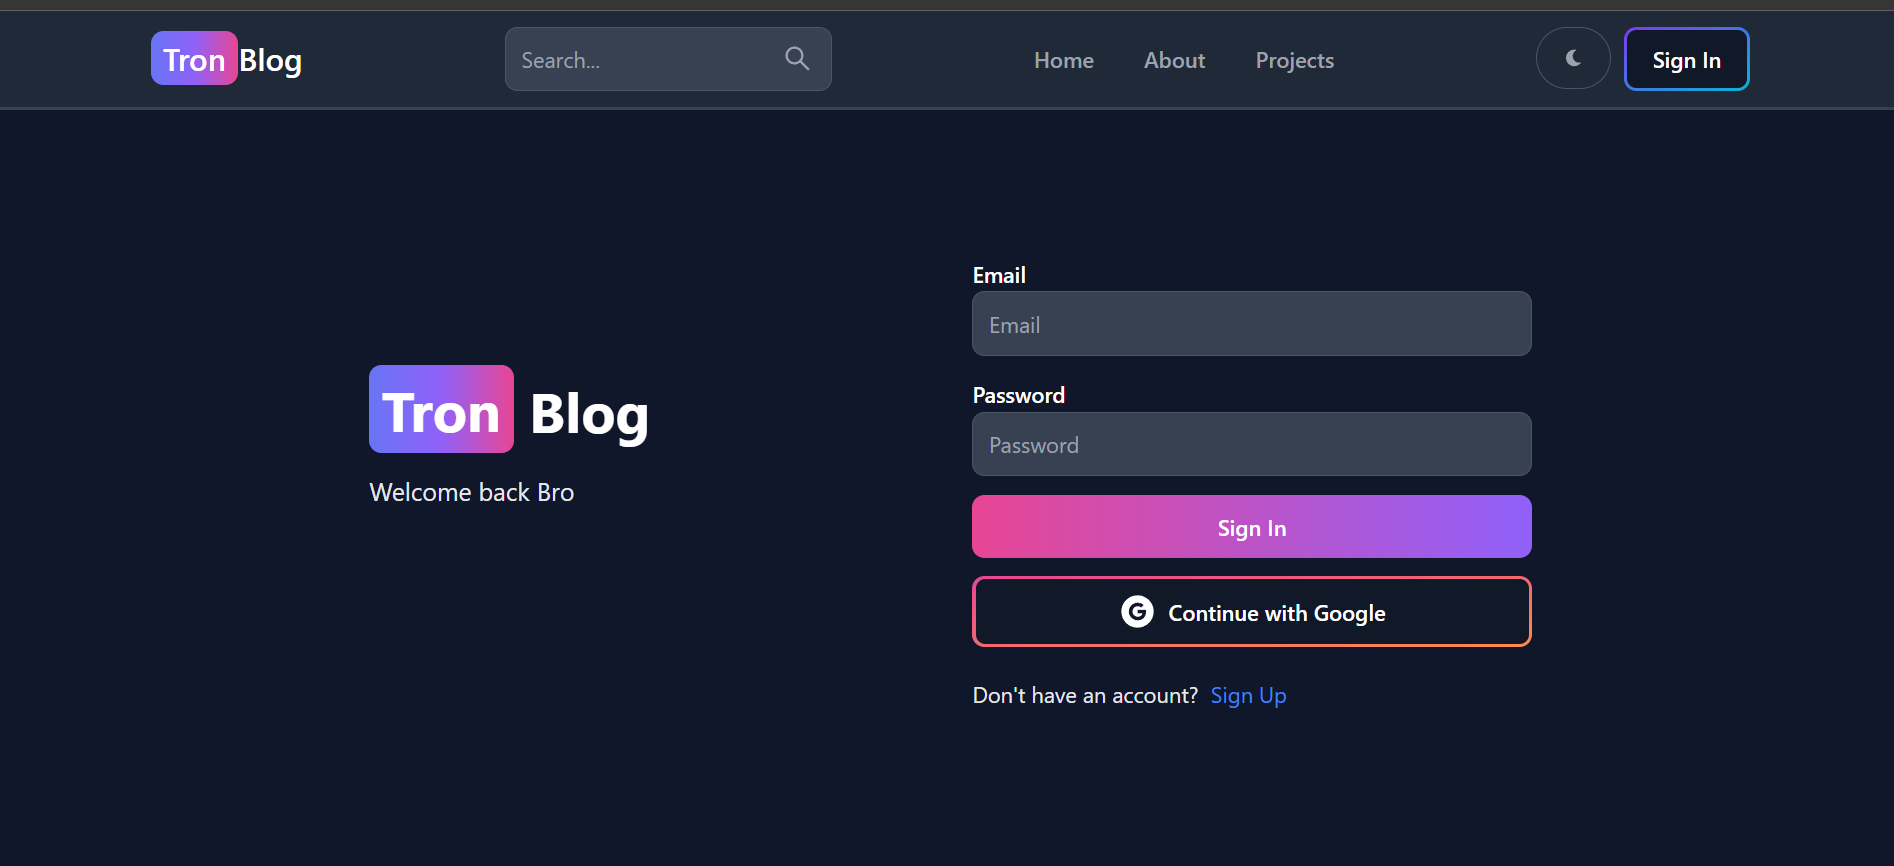 Tron Blog
Search...
Home
About
Projects
Sign In
Tron Blog
Welcome back Bro
Email
Email
Password
Password
Sign In
Continue with Google
Don't have an account? Sign Up